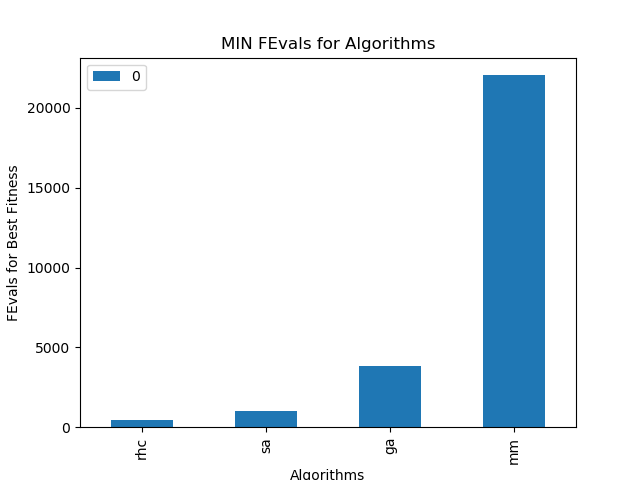 MIN FEvals for Algorithms
0
FEvals for Best Fitness
20000
15000
10000
5000
0
rhc
sa
ga
mm
Algorithms